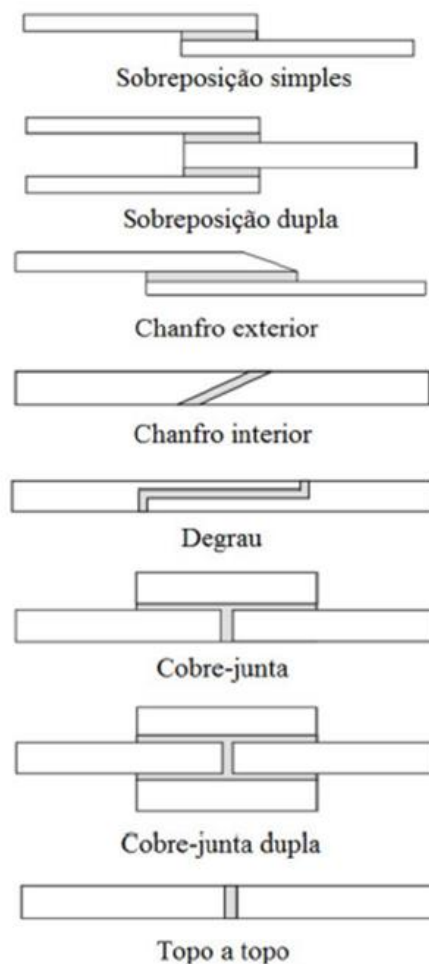 Sobreposição simples
Sobreposição dupla
Chanfro exterior
Chanfro interior
Degrau
Cobre-junta
Cobre-junta dupla
Topo a topo